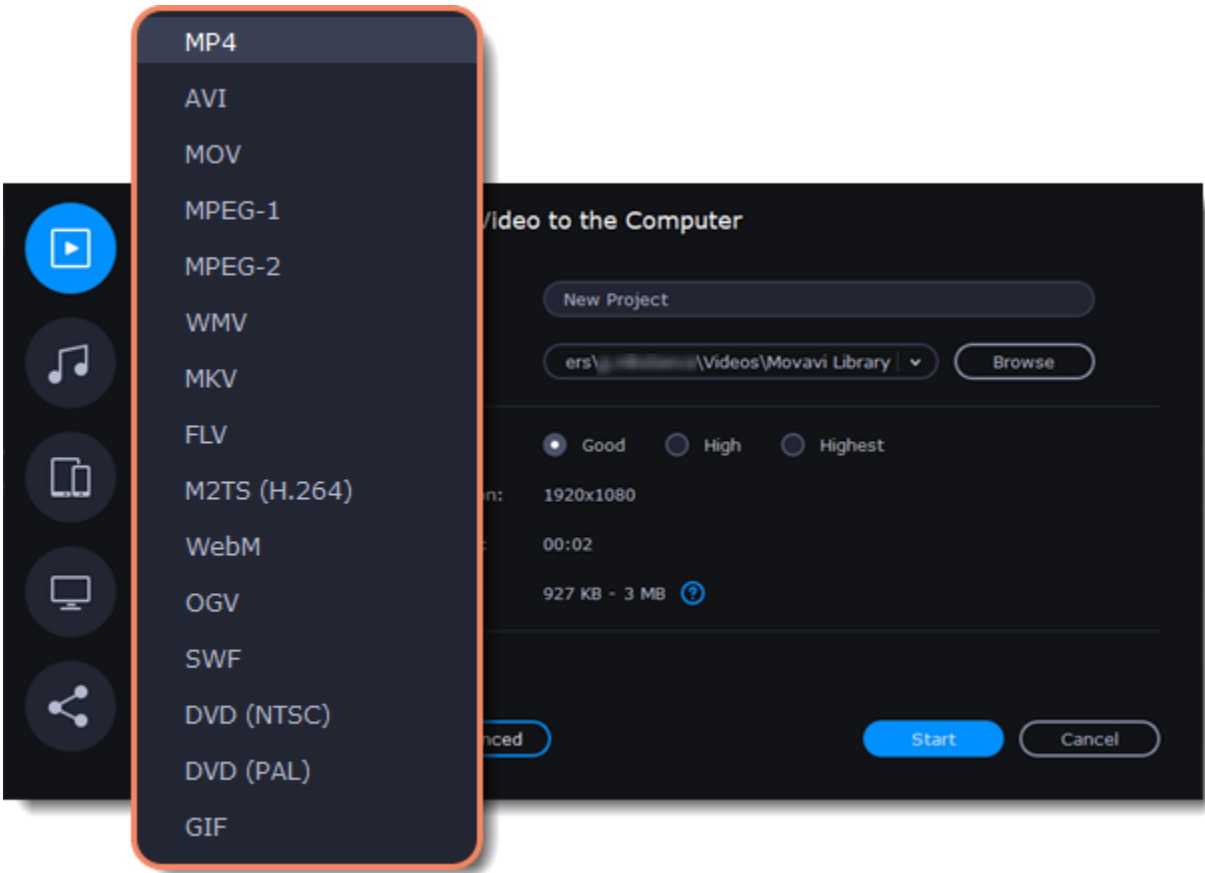 MP4
AVI
MOV
MPEG-1
MPEG-2
WMV
MKV
FLV
M2TS (H.264)
WebM
OGV
SWF
DVD (NTSC)
DVD (PAL)
GIF
Video to the Computer
New Project
ers\ \Videos\Movavi Library
Browse
Good High Highest
1920x1080
00:02
927 KB - 3 MB ?
Start Cancel